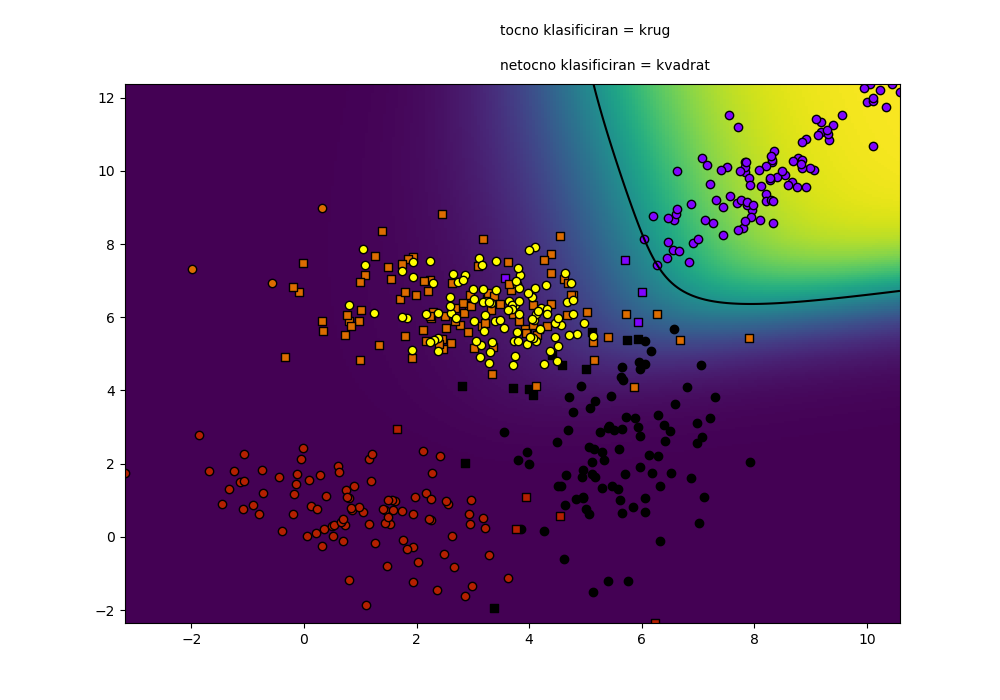 tocno klasificiran = krug
netocno klasificiran = kvadrat
12
10
8
6
4
2
0
−2
−2 0 2 4 6 8 10